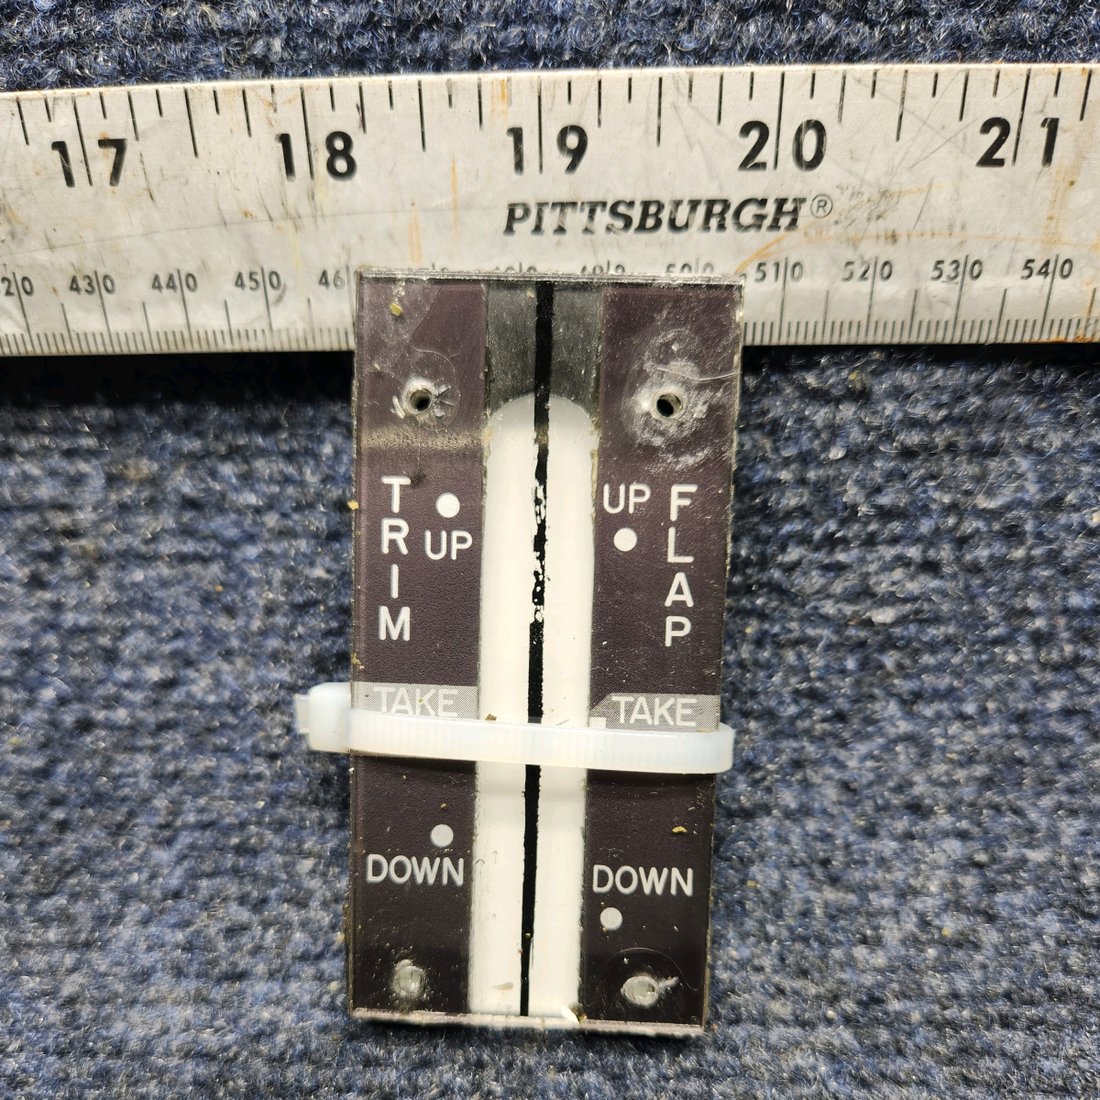 17 18 19 20 21
PITTSBURGH®
430 440 450 46 510 520 530 540
TRIM
UP
UP
FLAP
TAKE
TAKE
DOWN
DOWN